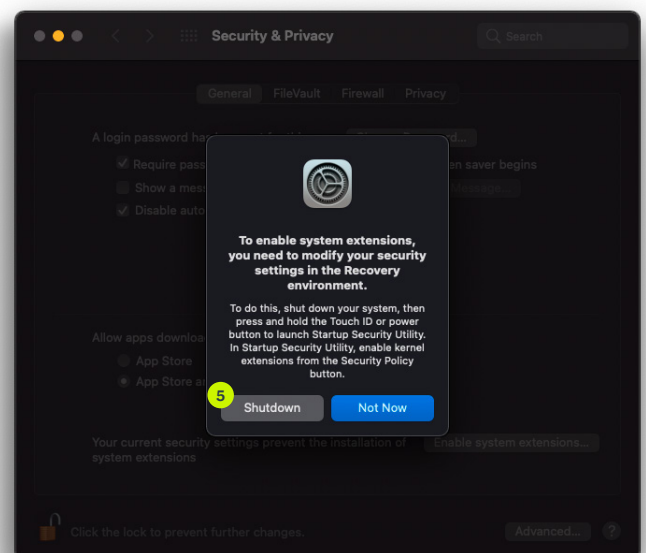 Security & Privacy
Search
General FileVault Firewall Privacy
A login password has
Require pass
en saver begins
Show a mess
Message...
Disable auto
To enable system extensions,
you need to modify your security
settings in the Recovery
environment.
To do this, shut down your system, then
press and hold the Touch ID or power
button to launch Startup Security Utility.
In Startup Security Utility, enable kernel
extensions from the Security Policy
button.
Allow apps downloa
App Store
App Store a
5
Shutdown Not Now
Your current security settings prevent the installation of
system extensions
Enable system extensions...
Click the lock to prevent further changes.
Advanced... ?